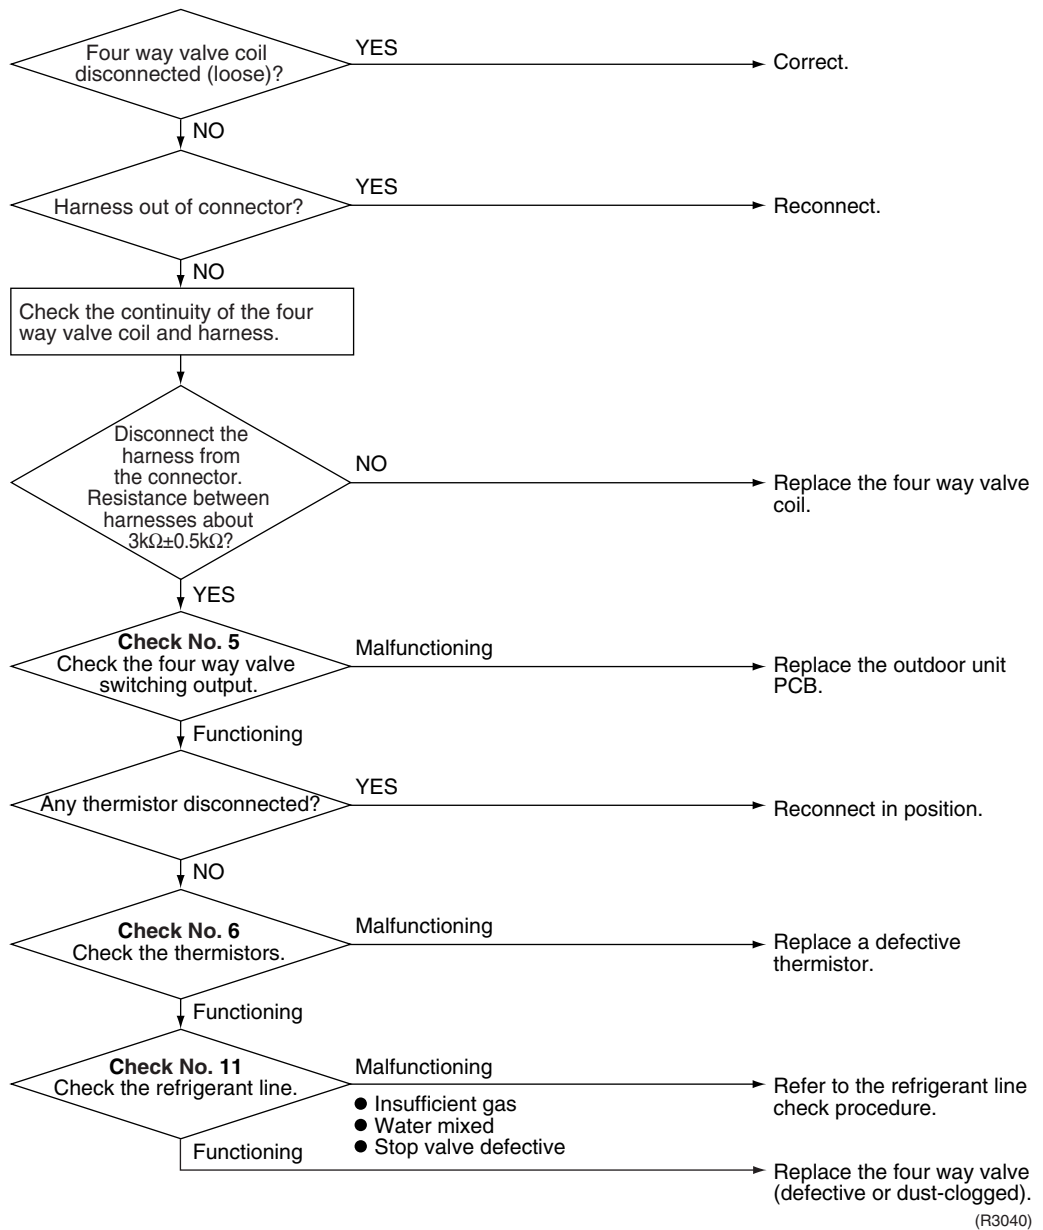 Four way valve coil
disconnected (loose)?
YES
Correct.
NO
Harness out of connector?
YES
Reconnect.
NO
Check the continuity of the four
way valve coil and harness.
Disconnect the
harness from
the connector.
Resistance between
harnesses about
3kΩ±0.5kΩ?
NO
Replace the four way valve
coil.
YES
Check No. 5
Check the four way valve
switching output.
Malfunctioning
Replace the outdoor unit
PCB.
Functioning
Any thermistor disconnected?
YES
Reconnect in position.
NO
Check No. 6
Check the thermistors.
Malfunctioning
Replace a defective
thermistor.
Functioning
Check No. 11
Check the refrigerant line.
Malfunctioning
● Insufficient gas
● Water mixed
● Stop valve defective
Refer to the refrigerant line
check procedure.
Functioning
Replace the four way valve
(defective or dust-clogged).
(R3040)